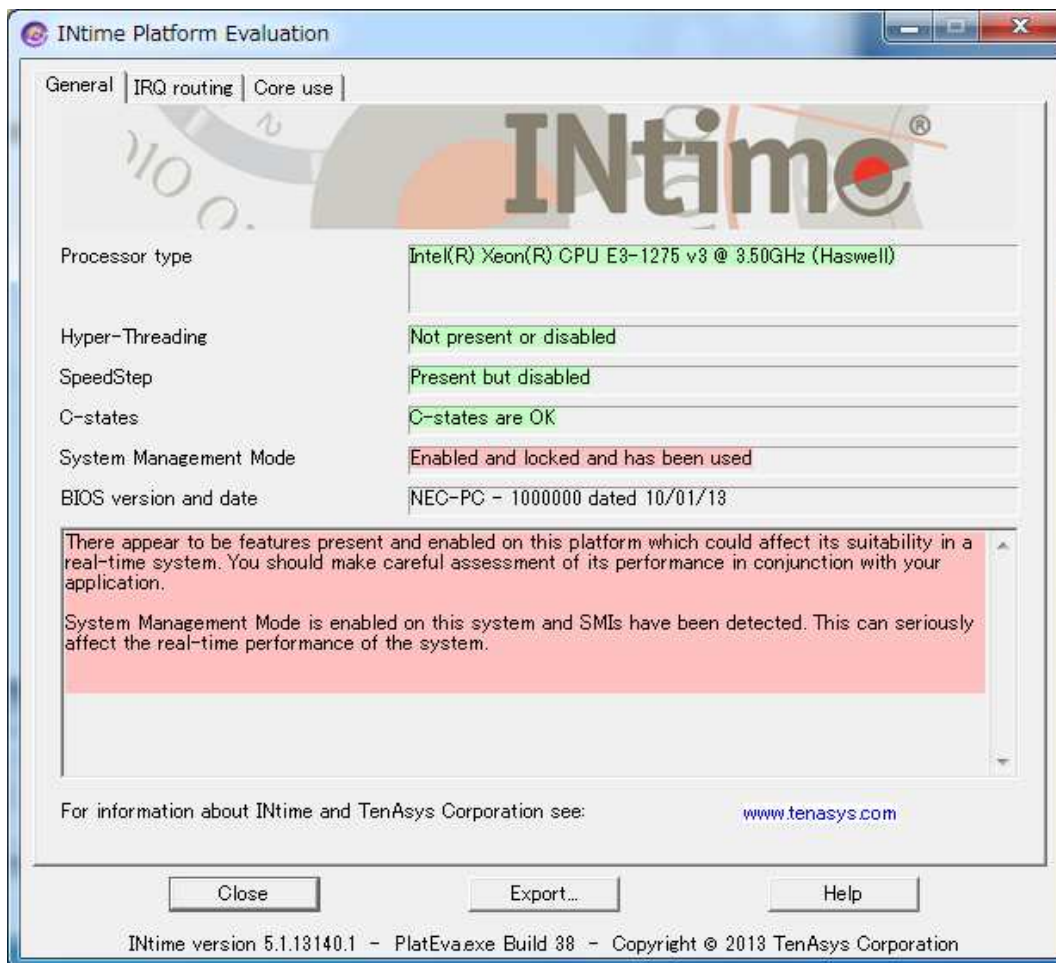 INtime Platform Evaluation
General
IRQ routing
Core use
INtime®
Processor type
Intel(R) Xeon(R) CPU E3-1275 v3 @ 3.50GHz (Haswell)
Hyper-Threading
Not present or disabled
SpeedStep
Present but disabled
C-states
C-states are OK
System Management Mode
Enabled and locked and has been used
BIOS version and date
NEC-PC - 1000000 dated 10/01/13
There appear to be features present and enabled on this platform which could affect its suitability in a
real-time system. You should make careful assessment of its performance in conjunction with your
application.
System Management Mode is enabled on this system and SMIs have been detected. This can seriously
affect the real-time performance of the system.
For information about INtime and TenAsys Corporation see:
www.tenasys.com
Close
Export...
Help
INtime version 5.1.13140.1 - PlatEva.exe Build 38 - Copyright © 2013 TenAsys Corporation